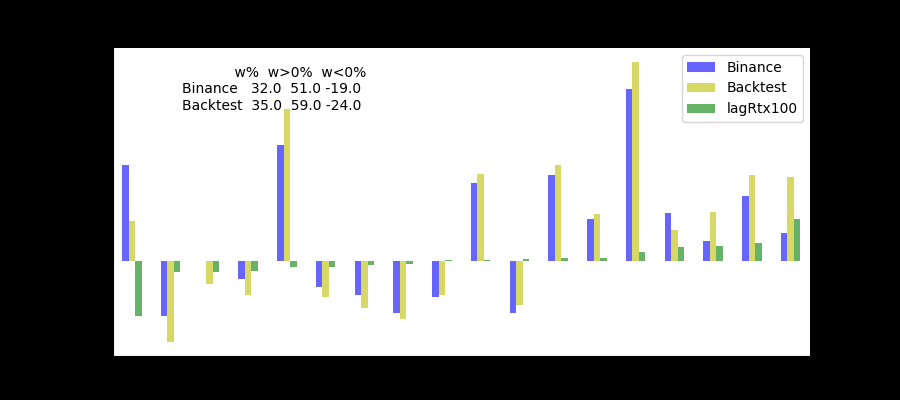 w% w>0% w<0%
Binance 32.0 51.0 -19.0
Backtest 35.0 59.0 -24.0
Binance
Backtest
lagRtx100